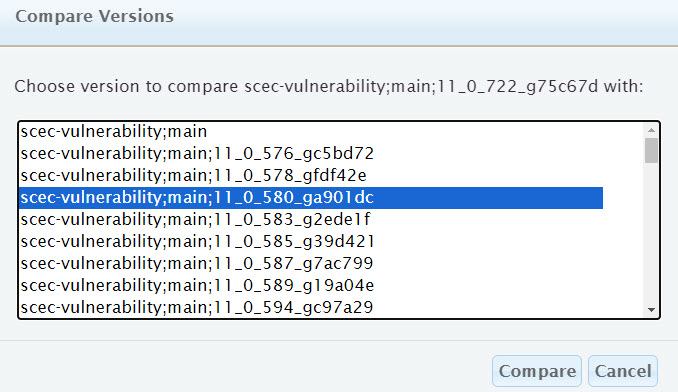 Compare Versions
Choose version to compare scec-vulnerability;main;11_0_722_g75c67d with:
scec-vulnerability;main
scec-vulnerability;main;11_0_576_gc5bd72
scec-vulnerability;main;11_0_578_gfdf42e
scec-vulnerability;main;11_0_580_ga901dc
scec-vulnerability;main;11_0_583_g2ede1f
scec-vulnerability;main;11_0_585_g39d421
scec-vulnerability;main;11_0_587_g7ac799
scec-vulnerability;main;11_0_589_g19a04e
scec-vulnerability;main;11_0_594_gc97a29
Compare Cancel